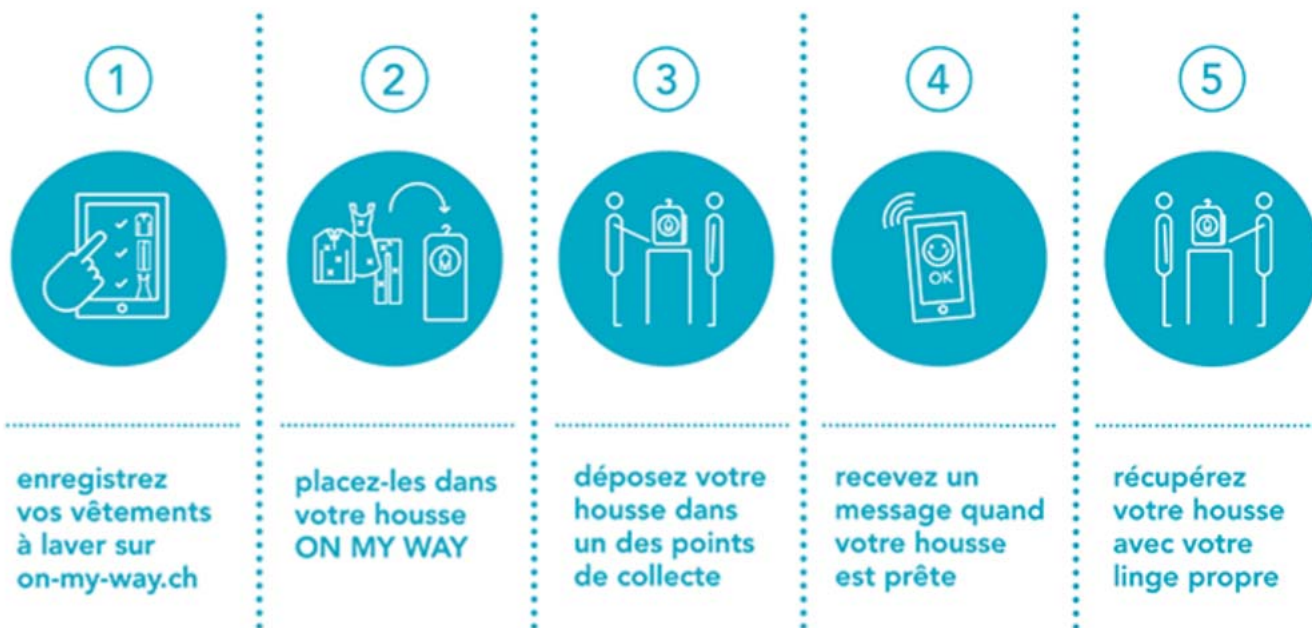 1
enregistrez
vos vêtements
à laver sur
on-my-way.ch
2
placez-les dans
votre housse
ON MY WAY
3
déposez votre
housse dans
un des points
de collecte
4
OK
recevez un
message quand
votre housse
est prête
5
récupérez
votre housse
avec votre
linge propre